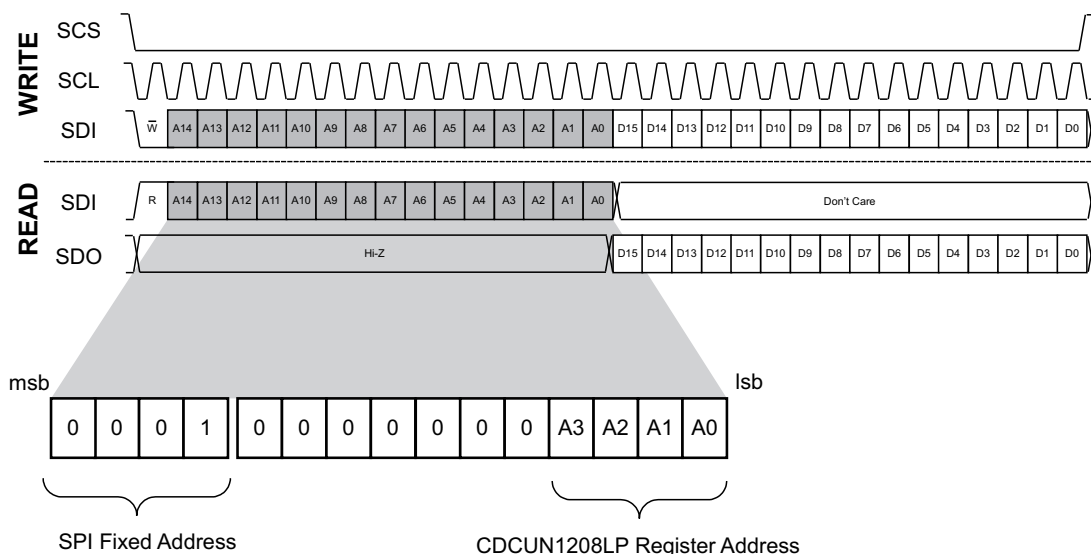 WRITE
SCS
SCL
SDI W̅ A14 A13 A12 A11 A10 A9 A8 A7 A6 A5 A4 A3 A2 A1 A0 D15 D14 D13 D12 D11 D10 D9 D8 D7 D6 D5 D4 D3 D2 D1 D0
READ
SDI R A14 A13 A12 A11 A10 A9 A8 A7 A6 A5 A4 A3 A2 A1 A0 Don't Care
SDO Hi-Z D15 D14 D13 D12 D11 D10 D9 D8 D7 D6 D5 D4 D3 D2 D1 D0
msb lsb
0 0 0 1 0 0 0 0 0 0 0 A3 A2 A1 A0
SPI Fixed Address CDCUN1208LP Register Address